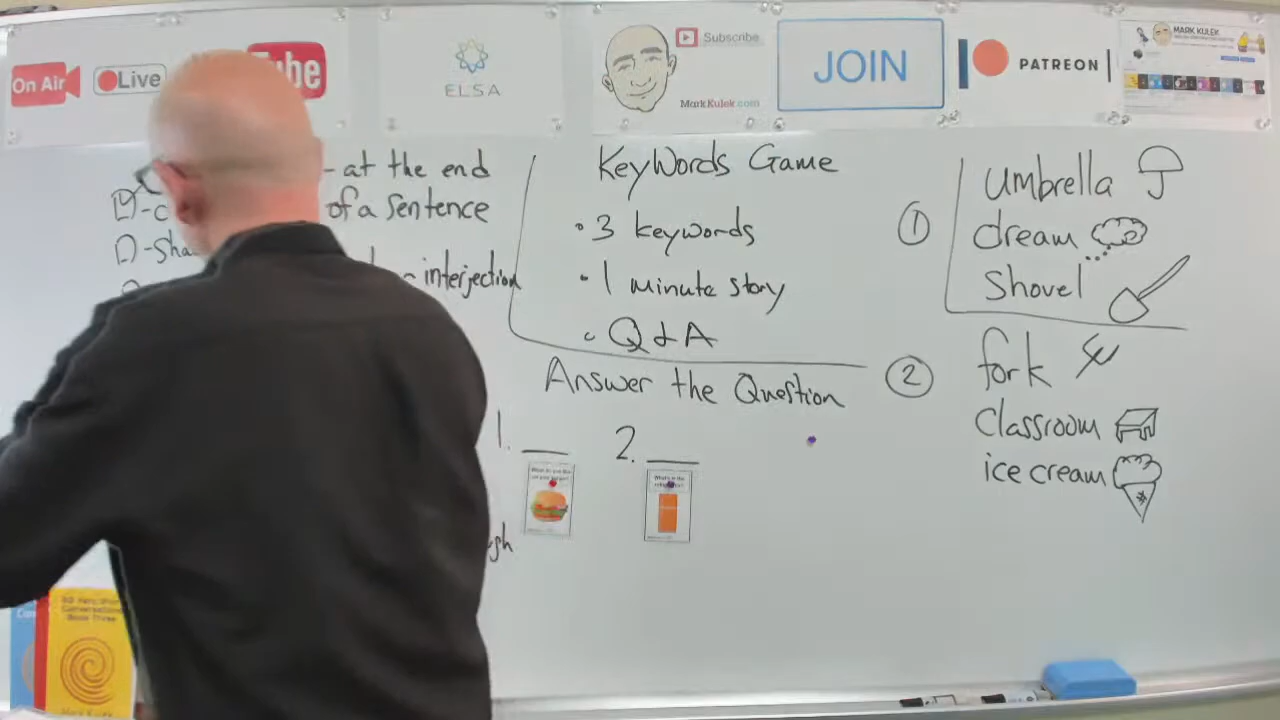 On Air
Live
ELSA
Subscribe
MarkKulek.com
JOIN
PATREON
MARK KULEK
- at the end
of a sentence
interjection
KeyWords Game
• 3 keywords
• 1 minute story
• Q & A
Answer the Question
1.
2.
1
umbrella
dream
Shovel
2
fork
Classroom
ice cream
Mark Kulek